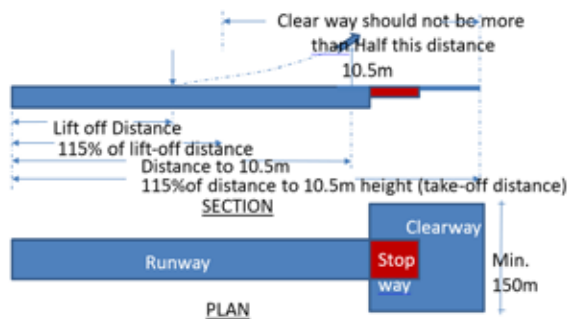 Clear way should not be more
than Half this distance
10.5m
Lift off Distance
115% of lift-off distance
Distance to 10.5m
115%of distance to 10.5m height (take-off distance)
SECTION
Clearway
Runway
Stop
way
Min.
150m
PLAN